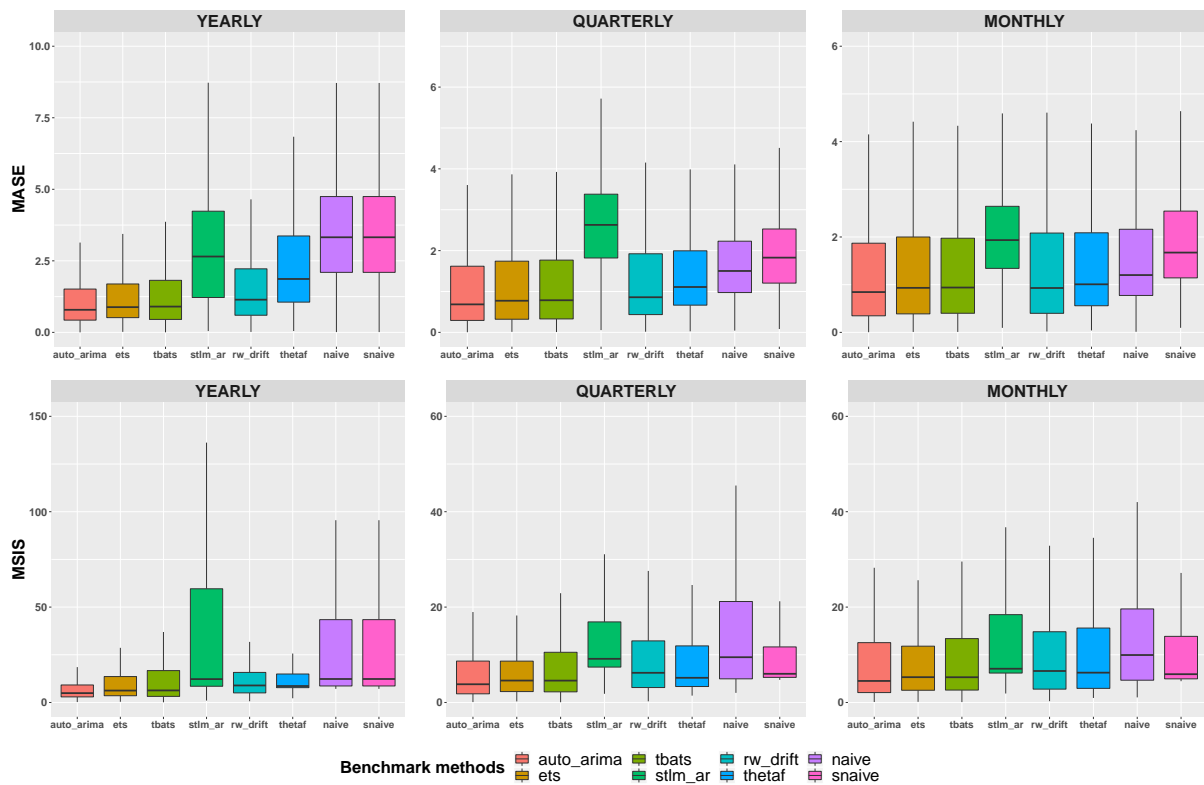 YEARLY QUARTERLY MONTHLY
MASE
10.0
7.5
5.0
2.5
0.0
6
4
2
0
6
4
2
0
auto_arima ets tbats stlm_ar rw_drift thetaf naive snaive
auto_arima ets tbats stlm_ar rw_drift thetaf naive snaive
auto_arima ets tbats stlm_ar rw_drift thetaf naive snaive
YEARLY QUARTERLY MONTHLY
MSIS
150
100
50
0
60
40
20
0
60
40
20
0
auto_arima ets tbats stlm_ar rw_drift thetaf naive snaive
auto_arima ets tbats stlm_ar rw_drift thetaf naive snaive
auto_arima ets tbats stlm_ar rw_drift thetaf naive snaive
Benchmark methods
auto_arima tbats rw_drift naive
ets stlm_ar thetaf snaive